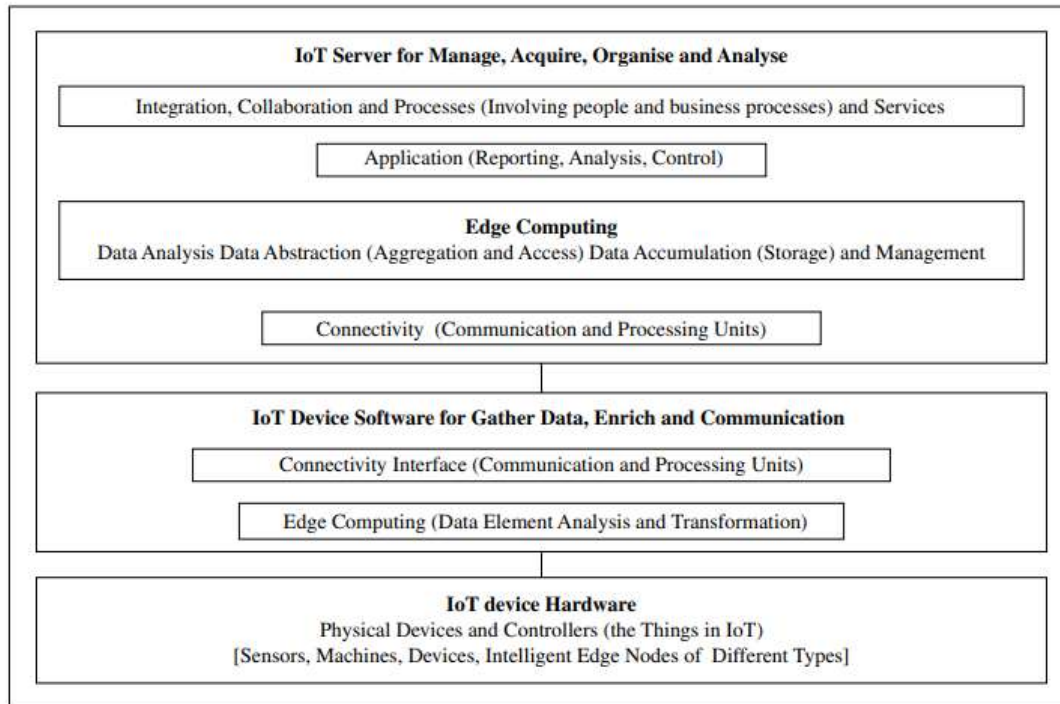 IoT Server for Manage, Acquire, Organise and Analyse
Integration, Collaboration and Processes (Involving people and business processes) and Services
Application (Reporting, Analysis, Control)
Edge Computing
Data Analysis Data Abstraction (Aggregation and Access) Data Accumulation (Storage) and Management
Connectivity (Communication and Processing Units)
IoT Device Software for Gather Data, Enrich and Communication
Connectivity Interface (Communication and Processing Units)
Edge Computing (Data Element Analysis and Transformation)
IoT device Hardware
Physical Devices and Controllers (the Things in IoT)
[Sensors, Machines, Devices, Intelligent Edge Nodes of Different Types]